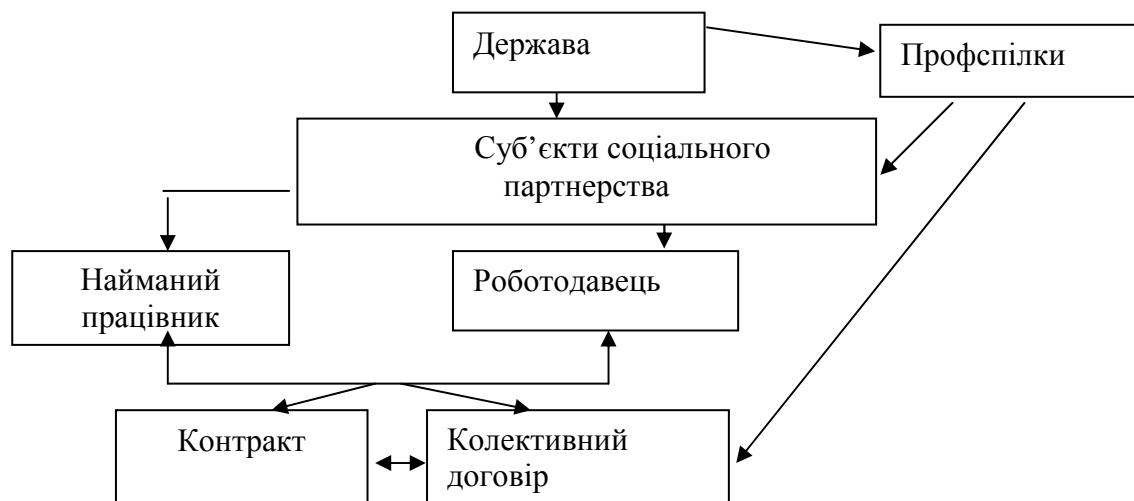 Держава
Профспілки
Суб’єкти соціального
партнерства
Найманий
працівник
Роботодавець
Контракт
Колективний
договір